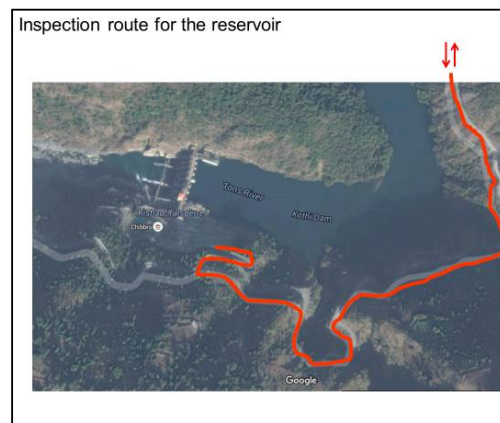 Inspection route for the reservoir
Tons River
Kothi Dam
Chibbro
Google